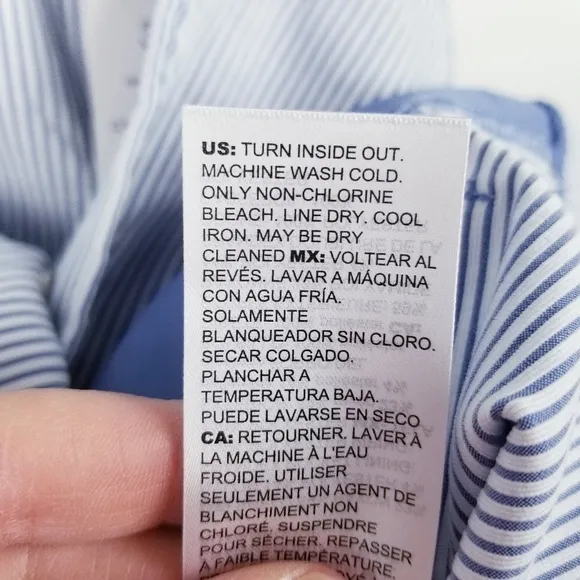 US: TURN INSIDE OUT.
MACHINE WASH COLD.
ONLY NON-CHLORINE
BLEACH. LINE DRY. COOL
IRON. MAY BE DRY
CLEANED MX: VOLTEAR AL
REVÉS. LAVAR A MÁQUINA
CON AGUA FRÍA.
SOLAMENTE
BLANQUEADOR SIN CLORO.
SECAR COLGADO.
PLANCHAR A
TEMPERATURA BAJA.
PUEDE LAVARSE EN SECO
CA: RETOURNER. LAVER À
LA MACHINE À L'EAU
FROIDE. UTILISER
SEULEMENT UN AGENT DE
BLANCHIMENT NON
CHLORÉ. SUSPENDRE
POUR SÉCHER. REPASSER
À FAIBLE TEMPÉRATURE.